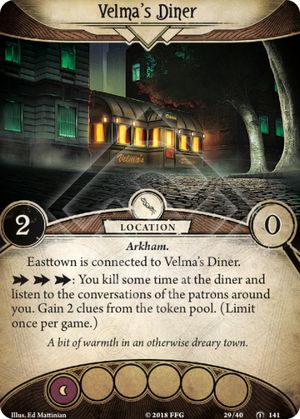 Velma's Diner
Diner
Velma's
2
LOCATION
0
Arkham.
Easttown is connected to Velma's Diner.
: You kill some time at the diner and
listen to the conversations of the patrons around
you. Gain 2 clues from the token pool. (Limit
once per game.)
A bit of warmth in an otherwise dreary town.
Illus. Ed Mattinian
© 2018 FFG
29/40
141